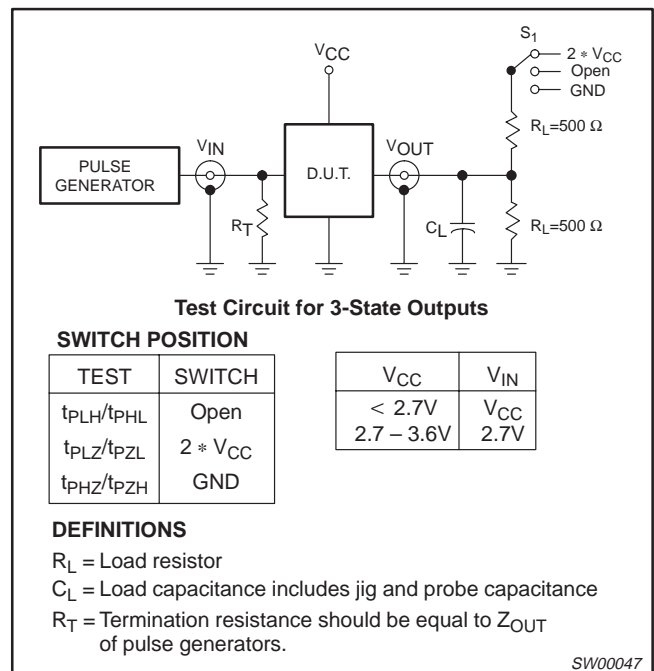 S1
2 * VCC
Open
GND
VCC
RL=500 Ω
VIN
VOUT
PULSE
GENERATOR
D.U.T.
RT
CL
RL=500 Ω
Test Circuit for 3-State Outputs
SWITCH POSITION
TEST SWITCH
tPLH/tPHL Open
tPLZ/tPZL 2 * VCC
tPHZ/tPZH GND
VCC VIN
< 2.7V VCC
2.7 – 3.6V 2.7V
DEFINITIONS
RL = Load resistor
CL = Load capacitance includes jig and probe capacitance
RT = Termination resistance should be equal to ZOUT
of pulse generators.
SW00047